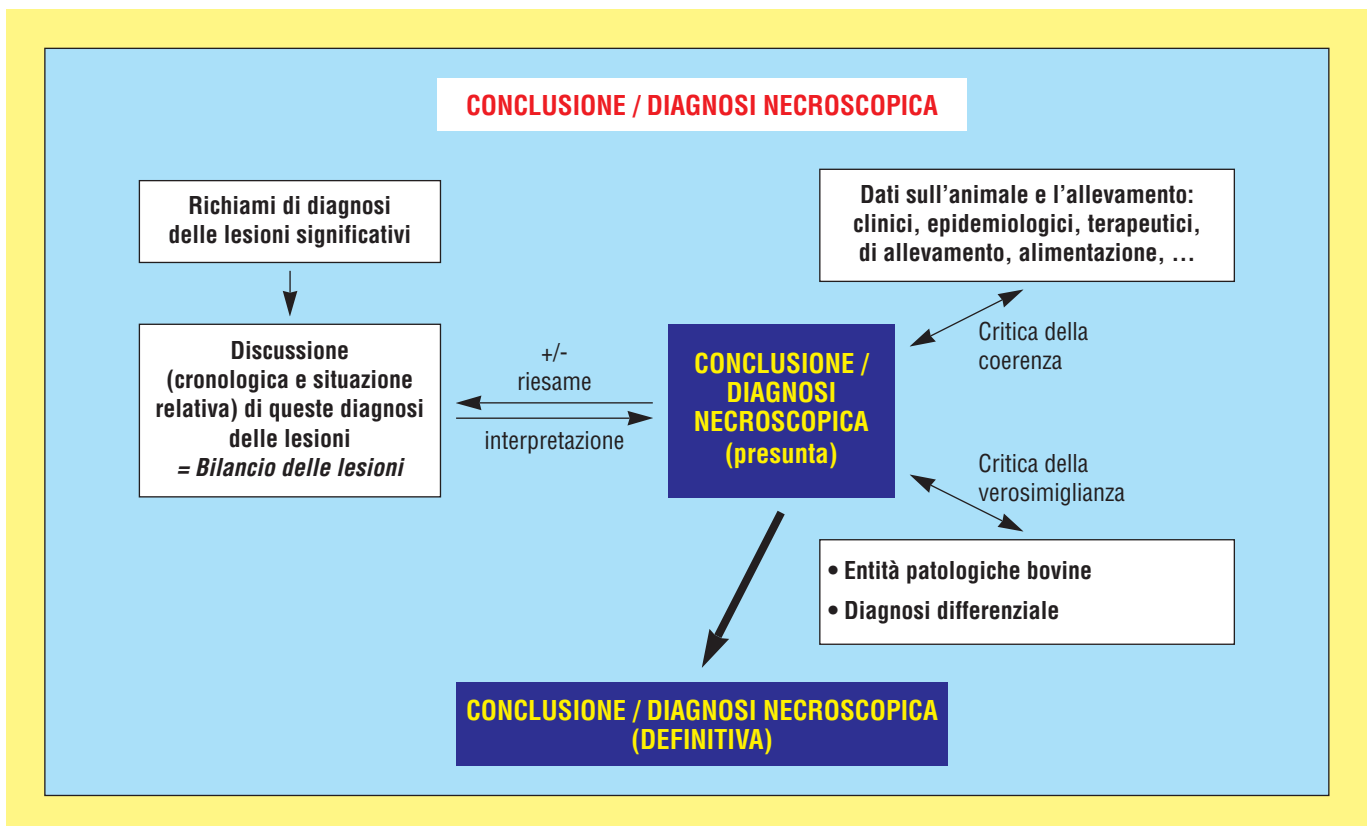 CONCLUSIONE / DIAGNOSI NECROSCOPICA
Richiami di diagnosi
delle lesioni significativi
Discussione
(cronologica e situazione
relativa) di queste diagnosi
delle lesioni
= Bilancio delle lesioni
+/-
riesame
interpretazione
CONCLUSIONE /
DIAGNOSI
NECROSCOPICA
(presunta)
Dati sull'animale e l'allevamento:
clinici, epidemiologici, terapeutici,
di allevamento, alimentazione, …
Critica della
coerenza
Critica della
verosimiglianza
• Entità patologiche bovine
• Diagnosi differenziale
CONCLUSIONE / DIAGNOSI NECROSCOPICA
(DEFINITIVA)